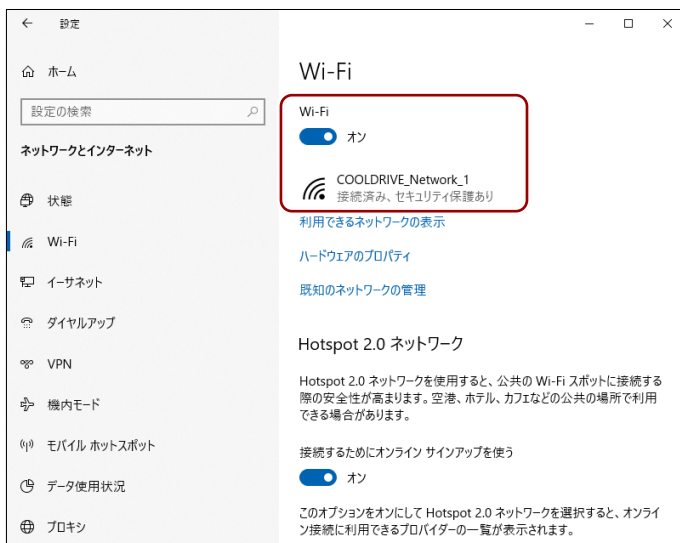 設定
ホーム
設定の検索
ネットワークとインターネット
状態
Wi-Fi
イーサネット
ダイヤルアップ
VPN
機内モード
モバイル ホットスポット
データ使用状況
プロキシ
Wi-Fi
Wi-Fi
オン
COOLDRIVE_Network_1
接続済み、セキュリティ保護あり
利用できるネットワークの表示
ハードウェアのプロパティ
既知のネットワークの管理
Hotspot 2.0 ネットワーク
Hotspot 2.0 ネットワークを使用すると、公共の Wi-Fi スポットに接続する
際の安全性が高まります。空港、ホテル、カフェなどの公共の場所で利用
できる場合があります。
接続するためにオンライン サインアップを使う
オン
このオプションをオンにして Hotspot 2.0 ネットワークを選択すると、オンライ
ン接続に利用できるプロバイダーの一覧が表示されます。